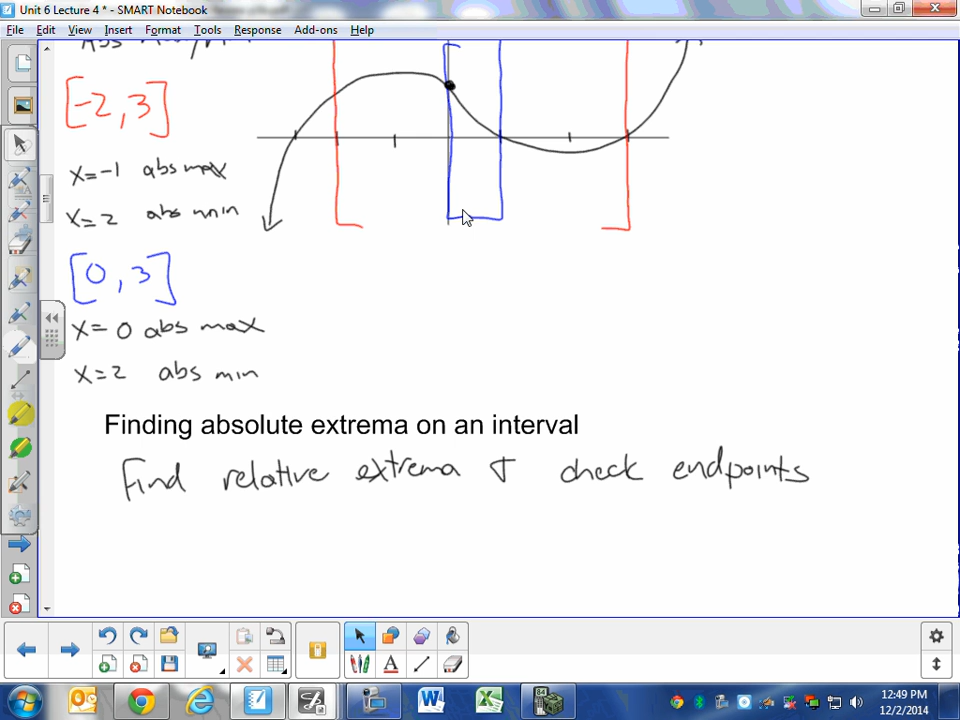 Unit 6 Lecture 4 * - SMART Notebook
File Edit View Insert Format Tools Response Add-ons Help
Abs
[-2,3]
x=-1 abs max
x=2 abs min
[0,3]
x=0 abs max
x=2 abs min
Finding absolute extrema on an interval
Find relative extrema & check endpoints
12:49 PM
12/2/2014